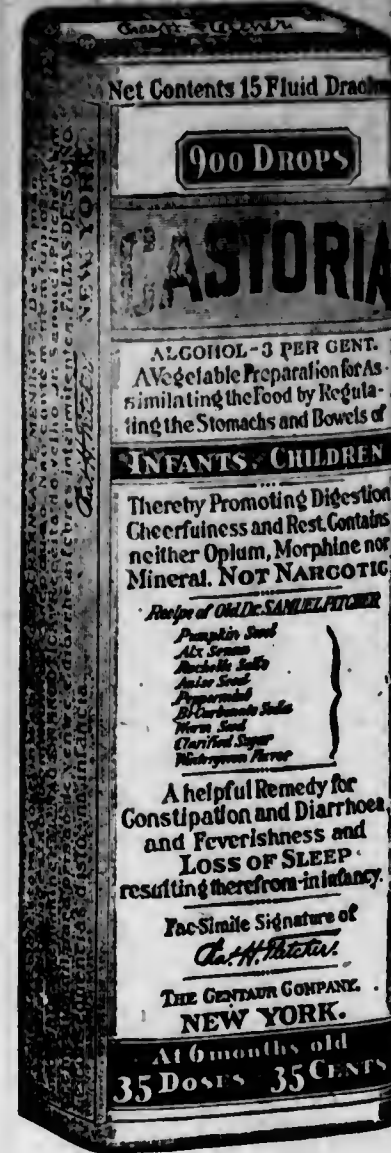 Net Contents 15 Fluid Drachms
900 DROPS
CASTORIA
ALCOHOL-3 PER CENT.
A Vegetable Preparation for As-
similating the Food by Regula-
ting the Stomachs and Bowels of
INFANTS CHILDREN
Thereby Promoting Digestion
Cheerfulness and Rest. Contains
neither Opium, Morphine nor
Mineral. NOT NARCOTIC
Recipe of Old Dr. SAMUEL PITCHER
Pumpkin Seed
Alx Senna
Rochelle Salts
Anise Seed
Peppermint
Bi-Carbonate Soda
Worm Seed
Clarified Sugar
Wintergreen Flavor
A helpful Remedy for
Constipation and Diarrhoea,
and Feverishness and
LOSS OF SLEEP
resulting therefrom-in infancy.
Fac-Simile Signature of
Chas. H. Fletcher.
THE CENTAUR COMPANY.
NEW YORK.
At 6 months old
35 DOSES 35 CENTS
Chas. H. Fletcher.
NEW YORK.